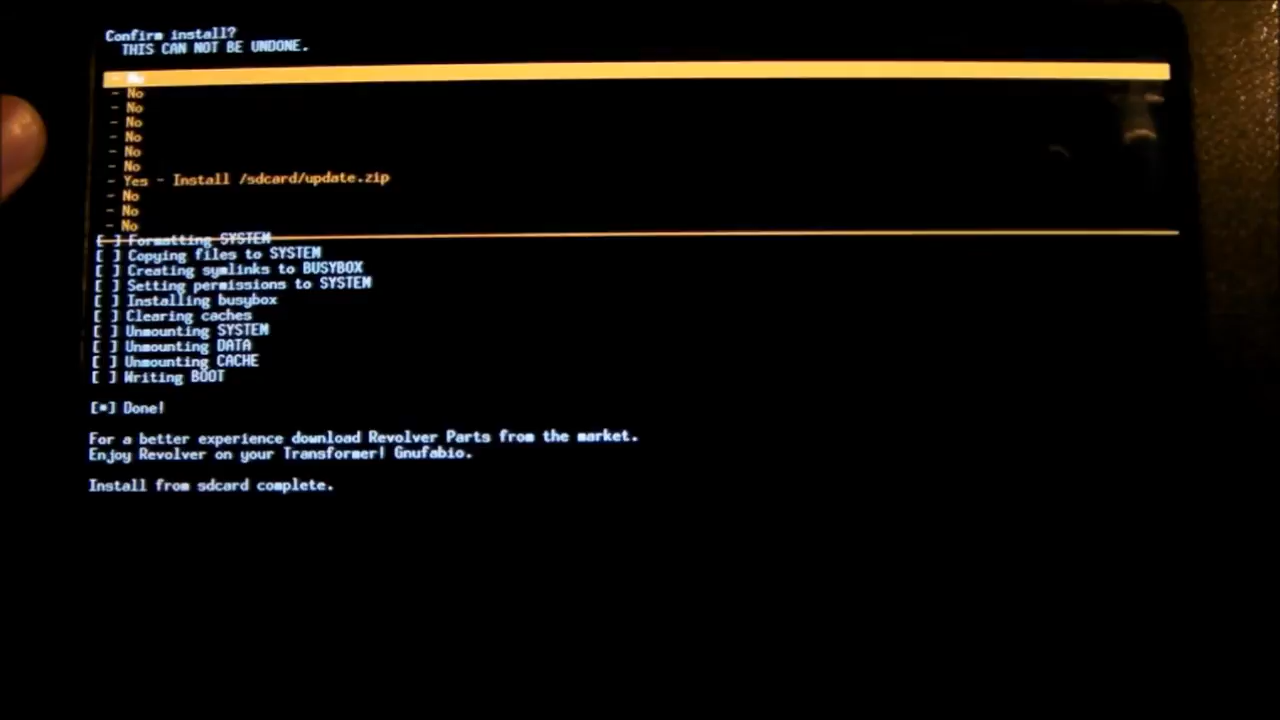 Confirm install?
THIS CAN NOT BE UNDONE.
- No
- No
- No
- No
- No
- No
- No
- Yes - Install /sdcard/update.zip
- No
- No
- No
[ ] Formatting SYSTEM
[ ] Copying files to SYSTEM
[ ] Creating symlinks to BUSYBOX
[ ] Setting permissions to SYSTEM
[ ] Installing busybox
[ ] Clearing caches
[ ] Unmounting SYSTEM
[ ] Unmounting DATA
[ ] Unmounting CACHE
[ ] Writing BOOT
[*] Done!
For a better experience download Revolver Parts from the market.
Enjoy Revolver on your Transformer! Gnufabio.
Install from sdcard complete.